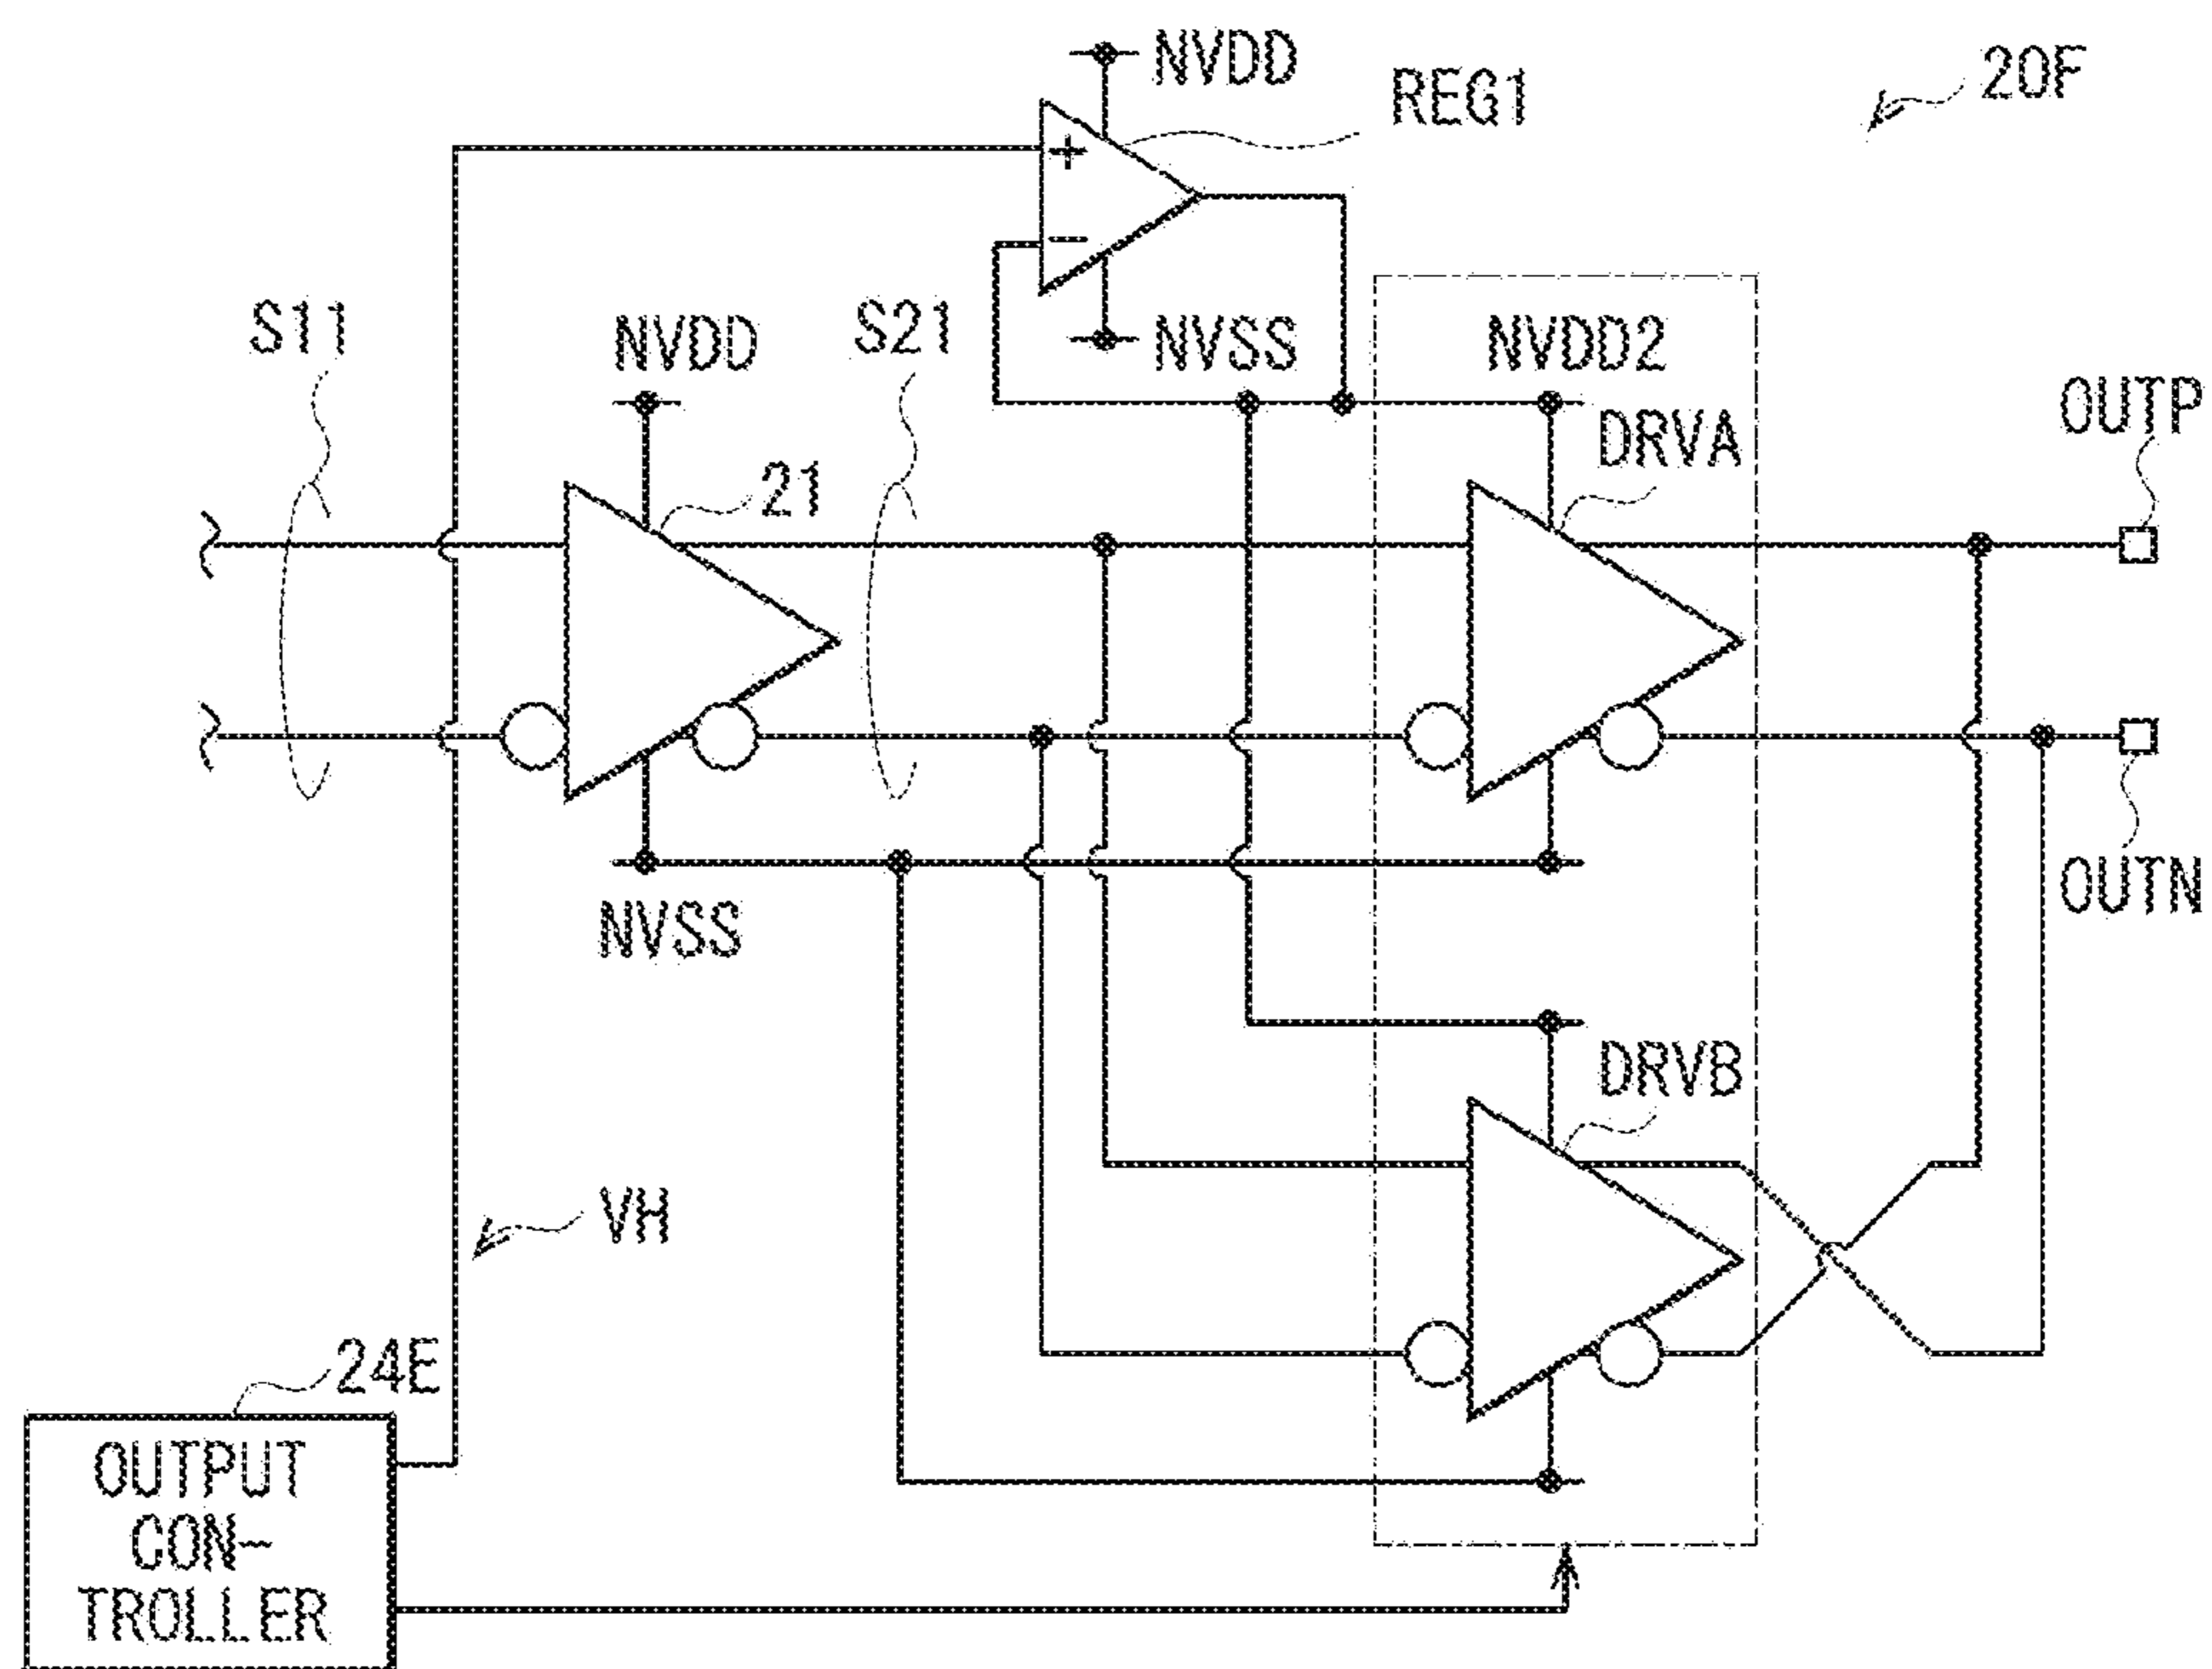 NVDD
REG1
20F
+
−
S11
NVDD
S21
NVSS
NVDD2
OUTP
DRVA
21
NVSS
OUTN
DRVB
VH
24E
OUTPUT
CON-
TROLLER